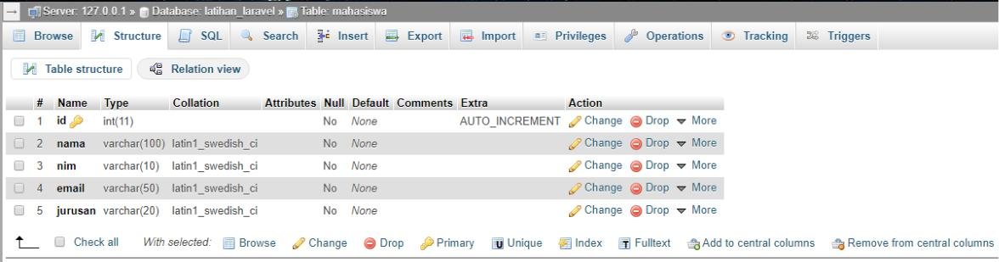 Server: 127.0.0.1 » Database: latihan_laravel » Table: mahasiswa
Browse Structure SQL Search Insert Export Import Privileges Operations Tracking Triggers
Table structure Relation view
# Name Type Collation Attributes Null Default Comments Extra Action
1 id int(11) No None AUTO_INCREMENT Change Drop More
2 nama varchar(100) latin1_swedish_ci No None Change Drop More
3 nim varchar(10) latin1_swedish_ci No None Change Drop More
4 email varchar(50) latin1_swedish_ci No None Change Drop More
5 jurusan varchar(20) latin1_swedish_ci No None Change Drop More
Check all With selected: Browse Change Drop Primary Unique Index Fulltext Add to central columns Remove from central columns